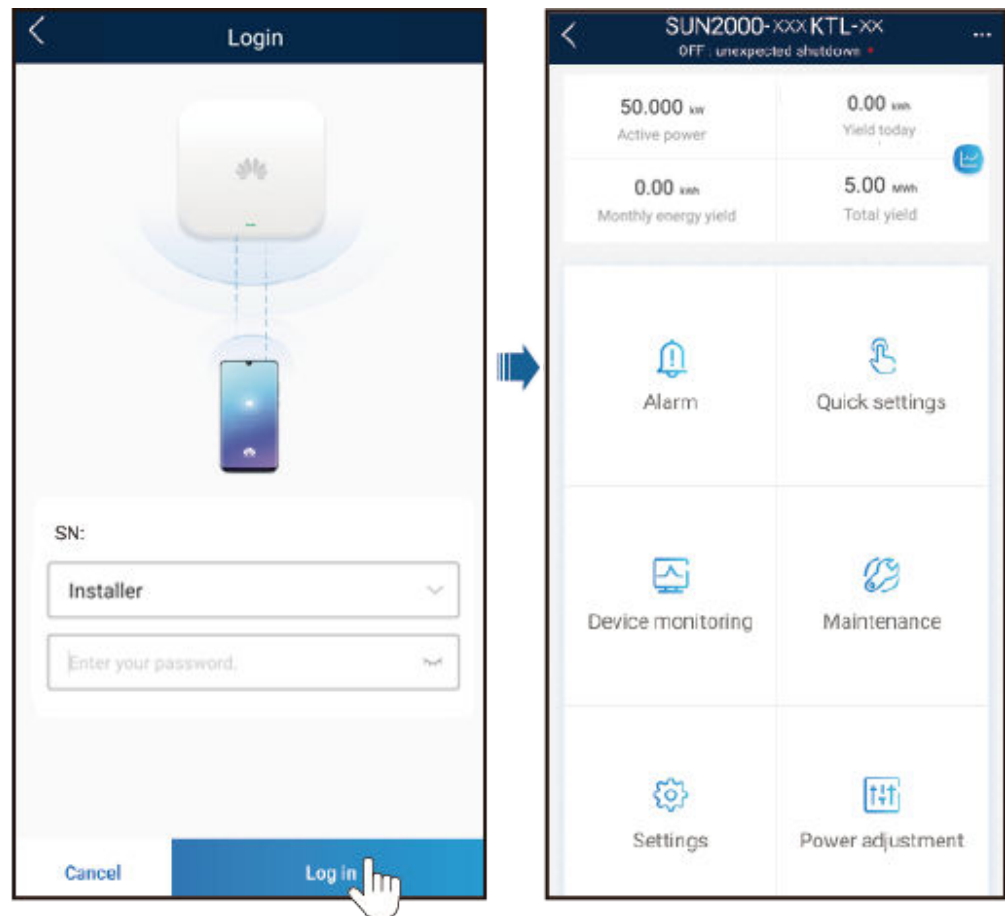 Login
SN:
Installer
Enter your password.
Cancel
Log in
SUN2000-xxxKTL-xx
OFF : unexpected shutdown
50.000 kW
Active power
0.00 kWh
Yield today
0.00 kWh
Monthly energy yield
5.00 MWh
Total yield
Alarm
Quick settings
Device monitoring
Maintenance
Settings
Power adjustment